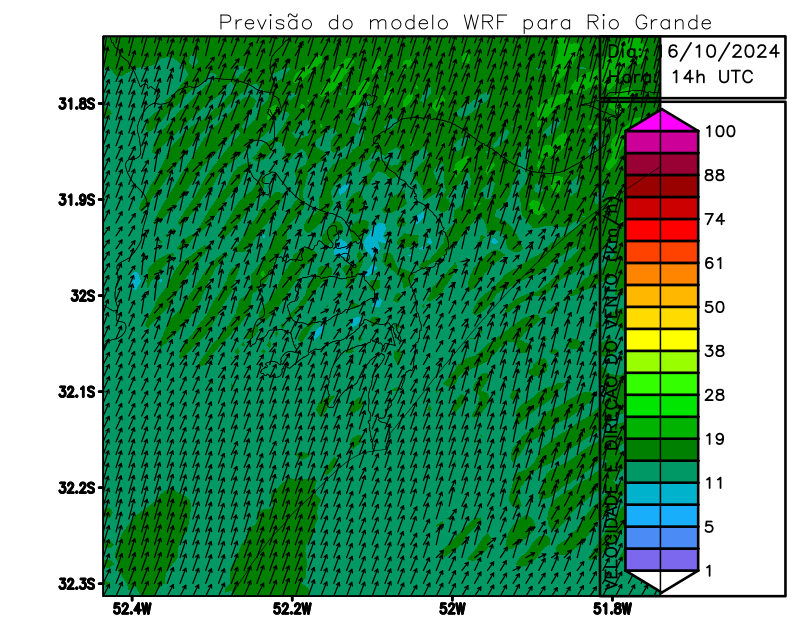 Previsão do modelo WRF para Rio Grande
Dia: 16/10/2024
Hora: 14h UTC
VELOCIDADE E DIREÇÃO DO VENTO (km/h)
100
88
74
61
50
38
28
19
11
5
1
31.8S
31.9S
32S
32.1S
32.2S
32.3S
52.4W
52.2W
52W
51.8W